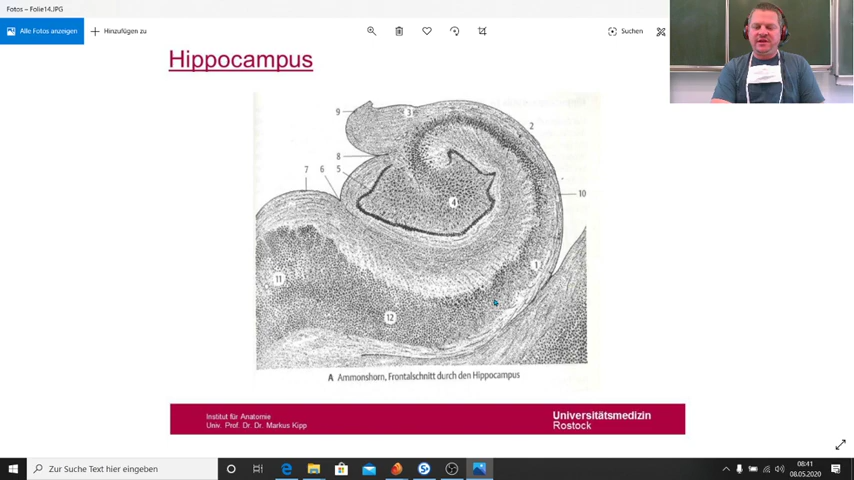 Fotos – Folie14.JPG
Alle Fotos anzeigen
Hinzufügen zu
Suchen
Hippocampus
9
3
2
8
7
6
5
4
10
1
11
12
A Ammonshorn, Frontalschnitt durch den Hippocampus
Institut für Anatomie
Univ. Prof. Dr. Dr. Markus Kipp
Universitätsmedizin
Rostock
Zur Suche Text hier eingeben
08:41
08.05.2020